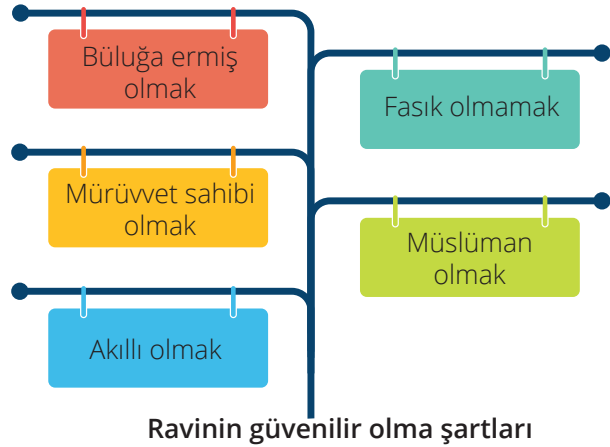 Büluğa ermiş
olmak
Fasık olmamak
Mürüvvet sahibi
olmak
Müslüman
olmak
Akıllı olmak
Ravinin güvenilir olma şartları